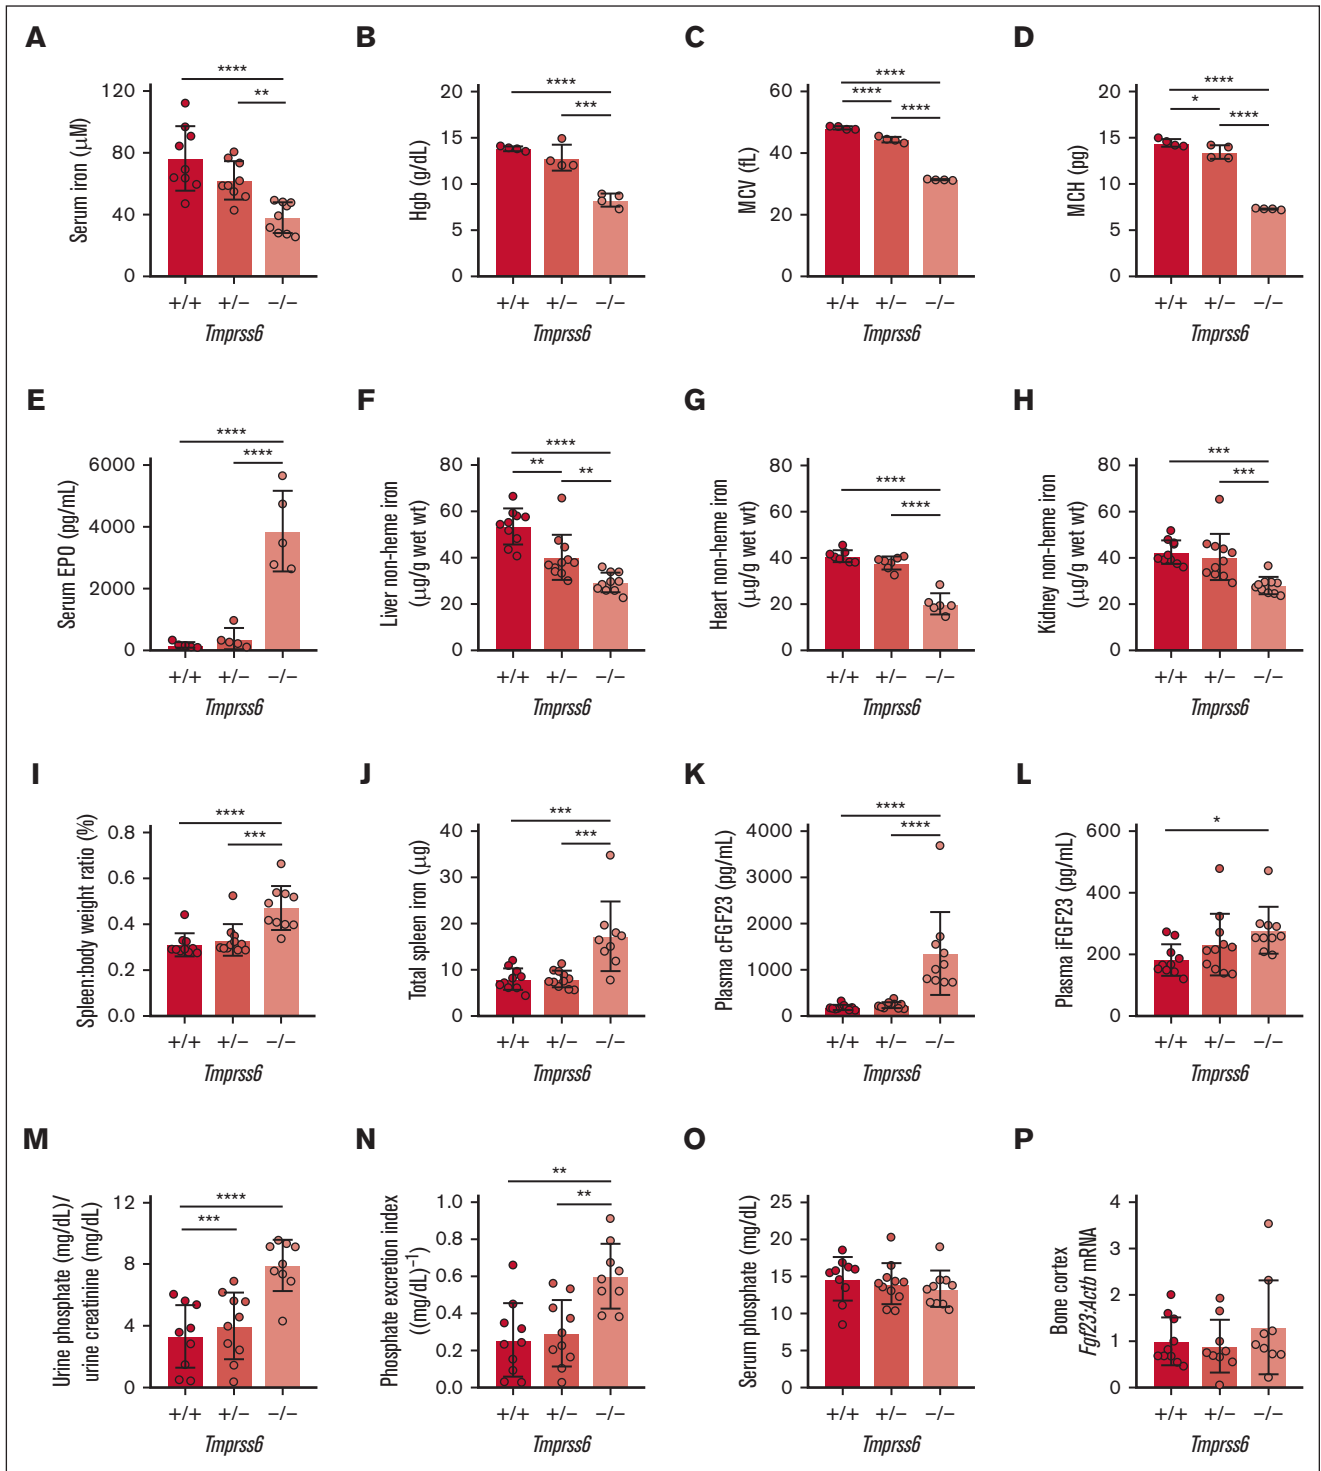 A
Serum iron (μM)
120
80
40
0
****
**
+/+ +/− −/−
Tmprss6
B
Hgb (g/dL)
20
15
10
5
0
****
***
+/+ +/− −/−
Tmprss6
C
MCV (fL)
60
40
20
0
****
****
****
+/+ +/− −/−
Tmprss6
D
MCH (pg)
20
15
10
5
0
****
*
****
+/+ +/− −/−
Tmprss6
E
Serum EPO (pg/mL)
6000
4000
2000
0
****
****
+/+ +/− −/−
Tmprss6
F
Liver non-heme iron
(μg/g wet wt)
80
60
40
20
0
****
**
**
+/+ +/− −/−
Tmprss6
G
Heart non-heme iron
(μg/g wet wt)
80
60
40
20
0
****
****
+/+ +/− −/−
Tmprss6
H
Kidney non-heme iron
(μg/g wet wt)
80
60
40
20
0
***
***
+/+ +/− −/−
Tmprss6
I
Spleen:body weight ratio (%)
0.8
0.6
0.4
0.2
0.0
****
***
+/+ +/− −/−
Tmprss6
J
Total spleen iron (μg)
40
30
20
10
0
***
***
+/+ +/− −/−
Tmprss6
K
Plasma cFGF23 (pg/mL)
4000
3000
2000
1000
0
****
****
+/+ +/− −/−
Tmprss6
L
Plasma iFGF23 (pg/mL)
600
400
200
0
*
+/+ +/− −/−
Tmprss6
M
Urine phosphate (mg/dL)/
urine creatinine (mg/dL)
12
8
4
0
****
***
+/+ +/− −/−
Tmprss6
N
Phosphate excretion index
((mg/dL)−1)
1.0
0.8
0.6
0.4
0.2
0.0
**
**
+/+ +/− −/−
Tmprss6
O
Serum phosphate (mg/dL)
25
20
15
10
5
0
+/+ +/− −/−
Tmprss6
P
Bone cortex
Fgf23:Actb mRNA
4
3
2
1
0
+/+ +/− −/−
Tmprss6